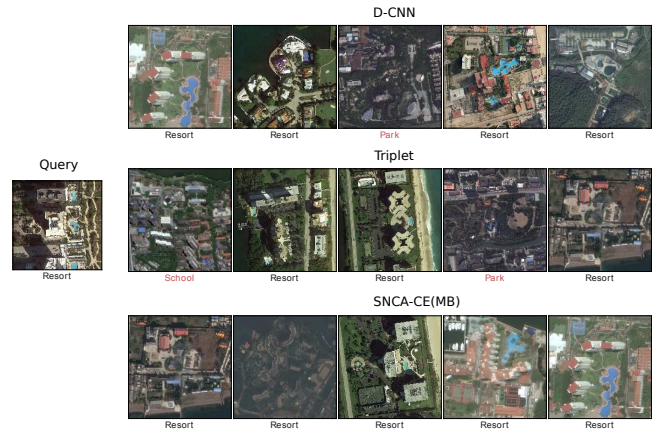 D-CNN
Resort Resort Park Resort Resort
Query
Resort
Triplet
School Resort Resort Park Resort
SNCA-CE(MB)
Resort Resort Resort Resort Resort